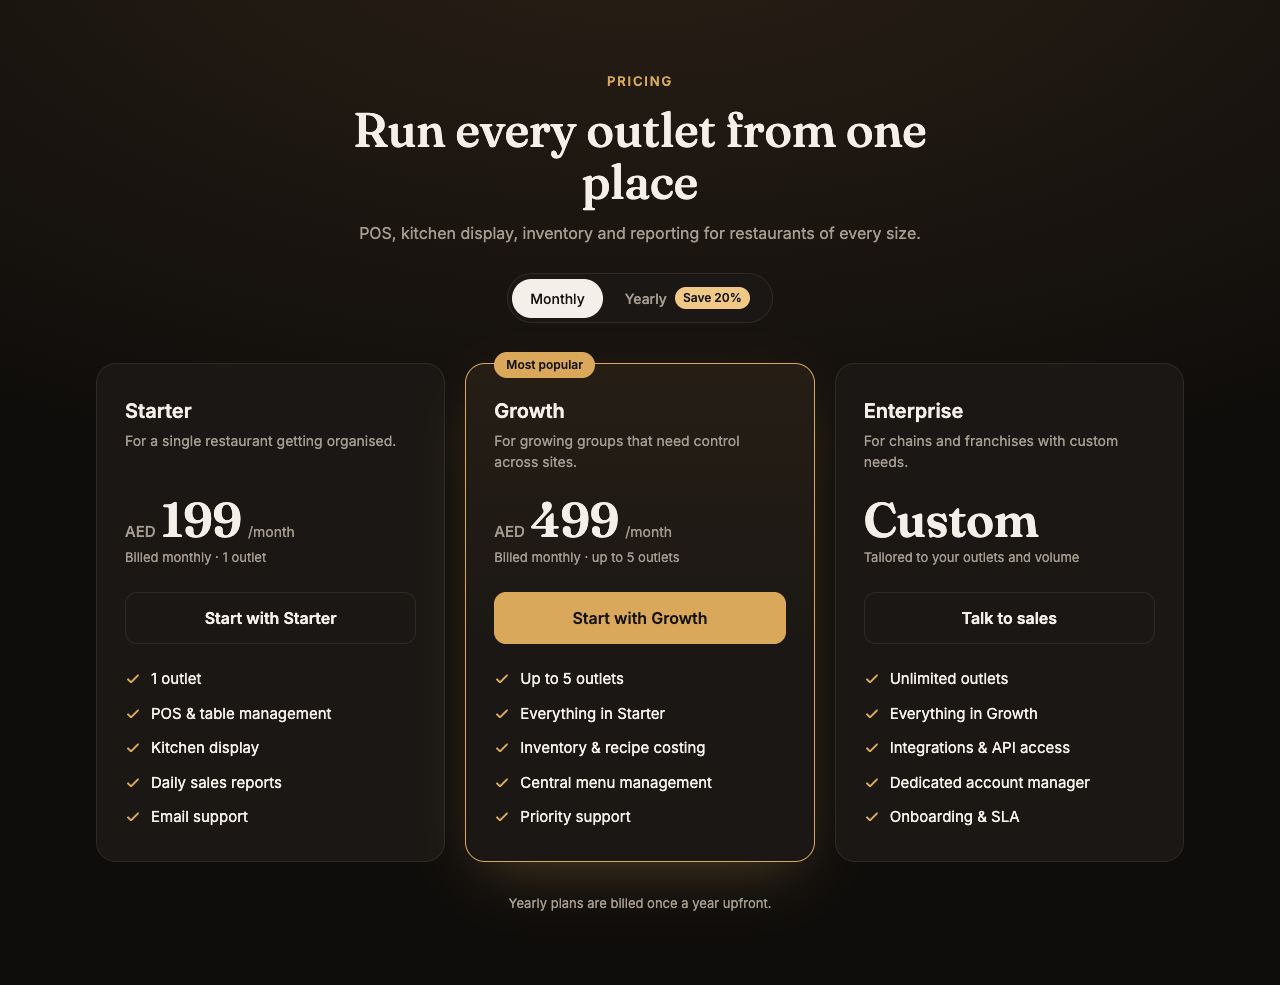 PRICING
Run every outlet from one
place
POS, kitchen display, inventory and reporting for restaurants of every size.
Monthly
Yearly Save 20%
Starter
For a single restaurant getting organised.
AED 199 /month
Billed monthly · 1 outlet
Start with Starter
1 outlet
POS & table management
Kitchen display
Daily sales reports
Email support
Most popular
Growth
For growing groups that need control
across sites.
AED 499 /month
Billed monthly · up to 5 outlets
Start with Growth
Up to 5 outlets
Everything in Starter
Inventory & recipe costing
Central menu management
Priority support
Enterprise
For chains and franchises with custom
needs.
Custom
Tailored to your outlets and volume
Talk to sales
Unlimited outlets
Everything in Growth
Integrations & API access
Dedicated account manager
Onboarding & SLA
Yearly plans are billed once a year upfront.